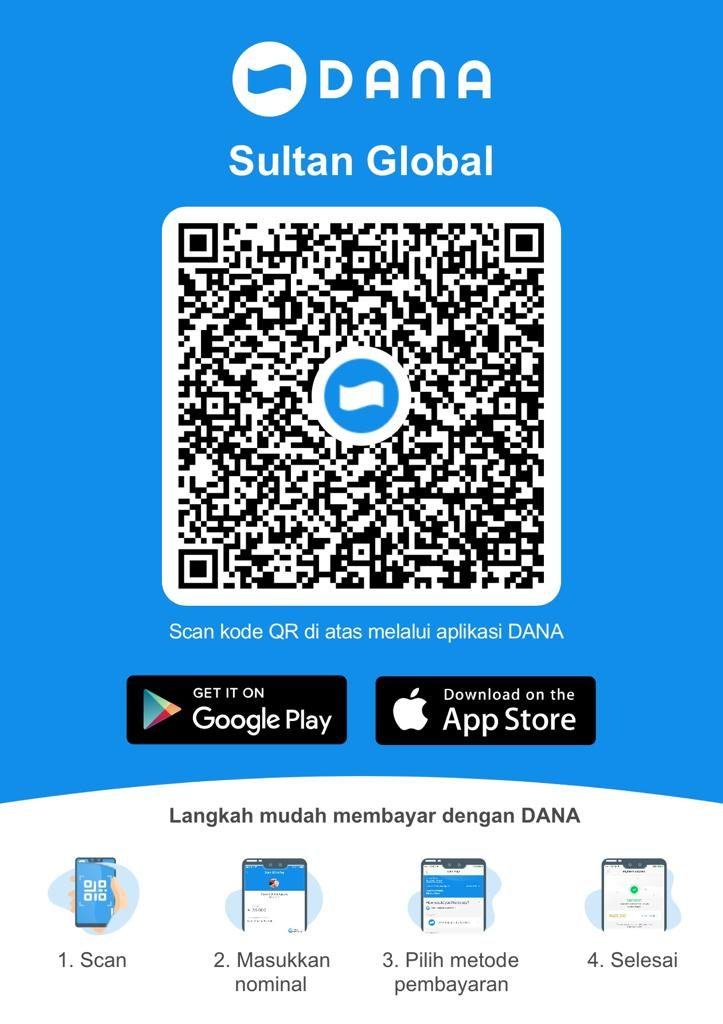 DANA
Sultan Global
Scan kode QR di atas melalui aplikasi DANA
GET IT ON
Google Play
Download on the
App Store
Langkah mudah membayar dengan DANA
1. Scan
2. Masukkan
nominal
3. Pilih metode
pembayaran
4. Selesai